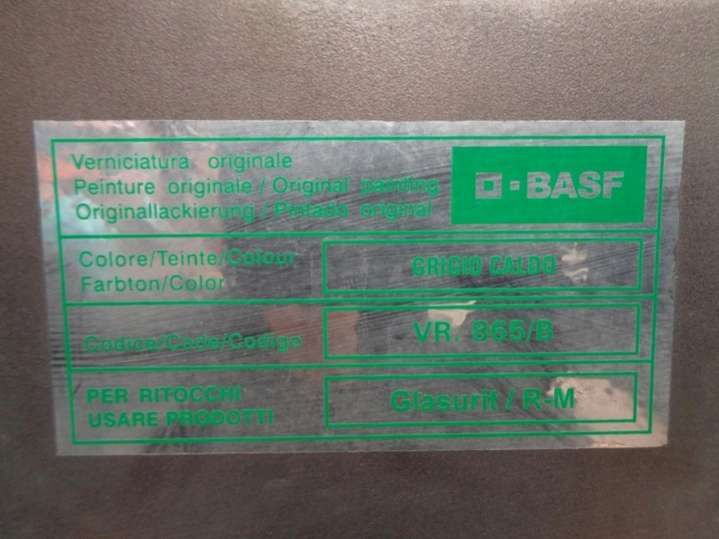 Verniciatura originale
Peinture originale / Original painting
Originallackierung / Pintado original
BASF
Colore/Teinte/Colour
Farbton/Color
GRIGIO CALDO
Codice/Code/Codigo
VR. 865/B
PER RITOCCHI
USARE PRODOTTI
Glasurit / R-M